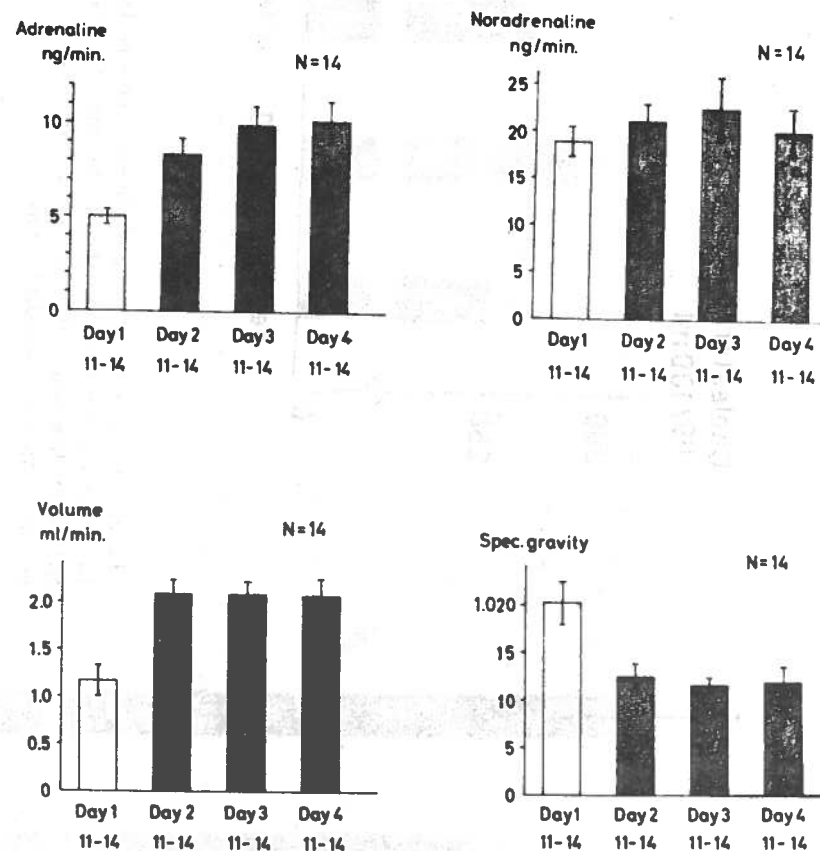 Adrenaline
ng/min.
N=14
10
5
0
Day 1 Day 2 Day 3 Day 4
11-14 11-14 11-14 11-14
Noradrenaline
ng/min.
N=14
25
20
15
10
5
0
Day 1 Day 2 Day 3 Day 4
11-14 11-14 11-14 11-14
Volume
ml/min.
N=14
2.0
1.5
1.0
0.5
0
Day 1 Day 2 Day 3 Day 4
11-14 11-14 11-14 11-14
Spec. gravity
N=14
1.020
15
10
5
0
Day 1 Day 2 Day 3 Day 4
11-14 11-14 11-14 11-14